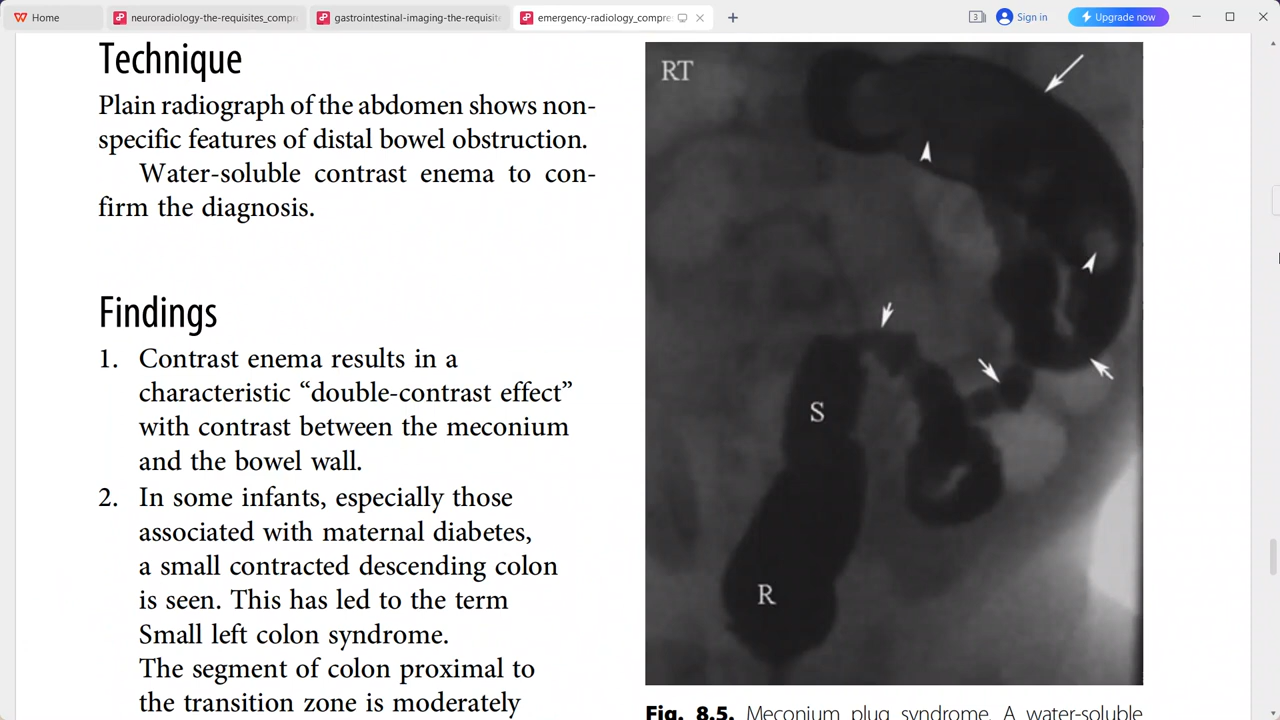 Home
neuroradiology-the-requisites_compr
gastrointestinal-imaging-the-requisite
emergency-radiology_compre
3
Sign in
Upgrade now
Technique
Plain radiograph of the abdomen shows non-
specific features of distal bowel obstruction.
Water-soluble contrast enema to con-
firm the diagnosis.
Findings
1. Contrast enema results in a
characteristic “double-contrast effect”
with contrast between the meconium
and the bowel wall.
2. In some infants, especially those
associated with maternal diabetes,
a small contracted descending colon
is seen. This has led to the term
Small left colon syndrome.
The segment of colon proximal to
the transition zone is moderately
RT
S
R
Fig. 8.5. Meconium plug syndrome. A water-soluble